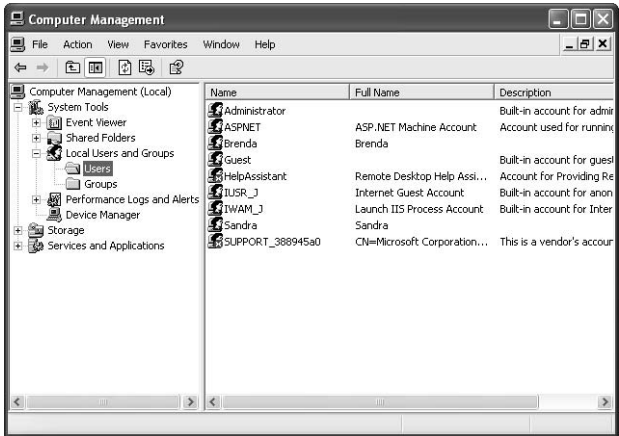 Computer Management
File Action View Favorites Window Help
Computer Management (Local)
System Tools
Event Viewer
Shared Folders
Local Users and Groups
Users
Groups
Performance Logs and Alerts
Device Manager
Storage
Services and Applications
Name Full Name Description
Administrator Built-in account for admir
ASPNET ASP.NET Machine Account Account used for running
Brenda Brenda
Guest Built-in account for guest
HelpAssistant Remote Desktop Help Assi... Account for Providing Re
IUSR_J Internet Guest Account Built-in account for anon
IWAM_J Launch IIS Process Account Built-in account for Inter
Sandra Sandra
SUPPORT_388945a0 CN=Microsoft Corporation... This is a vendor's accour